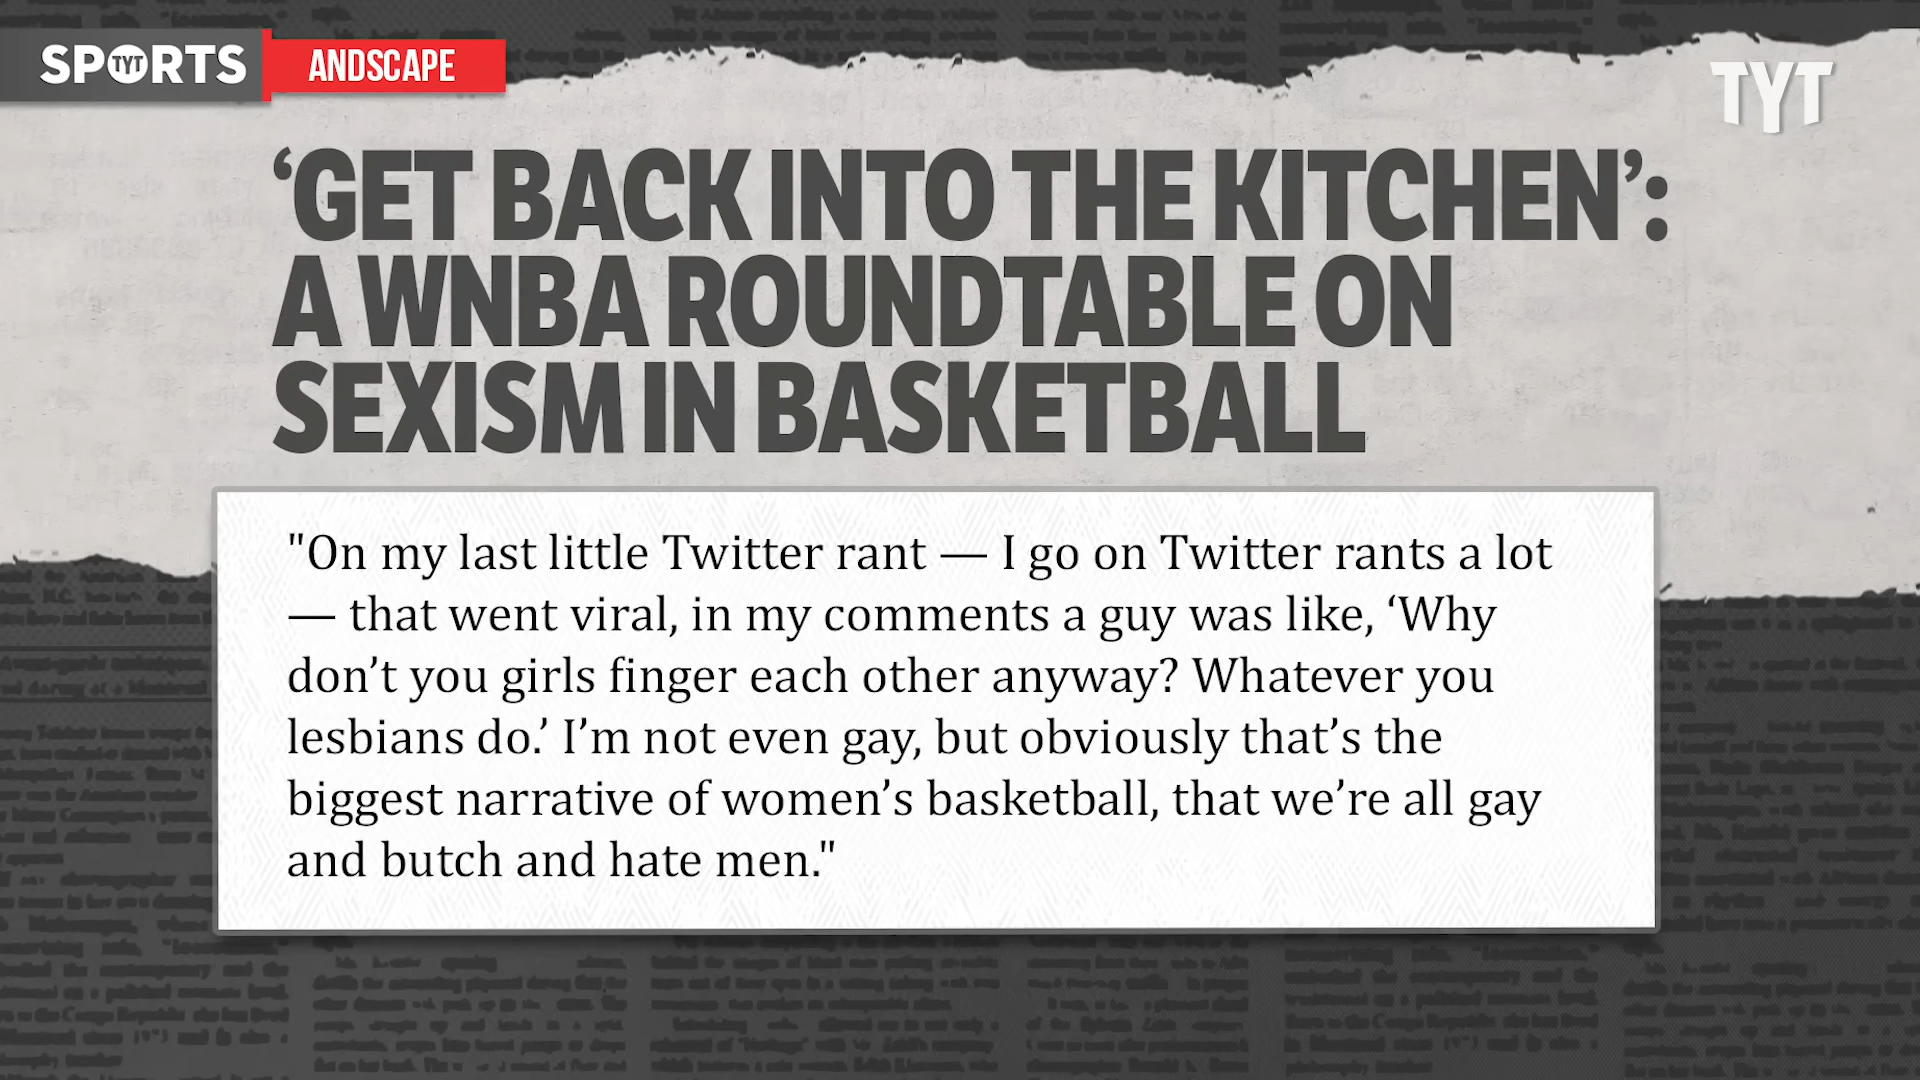 SPORTS
TYT
ANDSCAPE
TYT
‘GET BACK INTO THE KITCHEN’:
A WNBA ROUNDTABLE ON
SEXISM IN BASKETBALL
"On my last little Twitter rant — I go on Twitter rants a lot
— that went viral, in my comments a guy was like, ‘Why
don’t you girls finger each other anyway? Whatever you
lesbians do.’ I’m not even gay, but obviously that’s the
biggest narrative of women’s basketball, that we’re all gay
and butch and hate men."